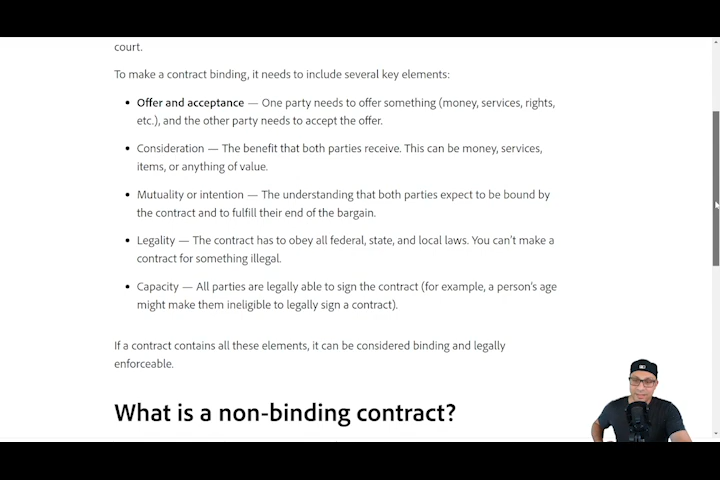 court.
To make a contract binding, it needs to include several key elements:
• Offer and acceptance — One party needs to offer something (money, services, rights,
etc.), and the other party needs to accept the offer.
• Consideration — The benefit that both parties receive. This can be money, services,
items, or anything of value.
• Mutuality or intention — The understanding that both parties expect to be bound by
the contract and to fulfill their end of the bargain.
• Legality — The contract has to obey all federal, state, and local laws. You can't make a
contract for something illegal.
• Capacity — All parties are legally able to sign the contract (for example, a person's age
might make them ineligible to legally sign a contract).
If a contract contains all these elements, it can be considered binding and legally
enforceable.
What is a non-binding contract?